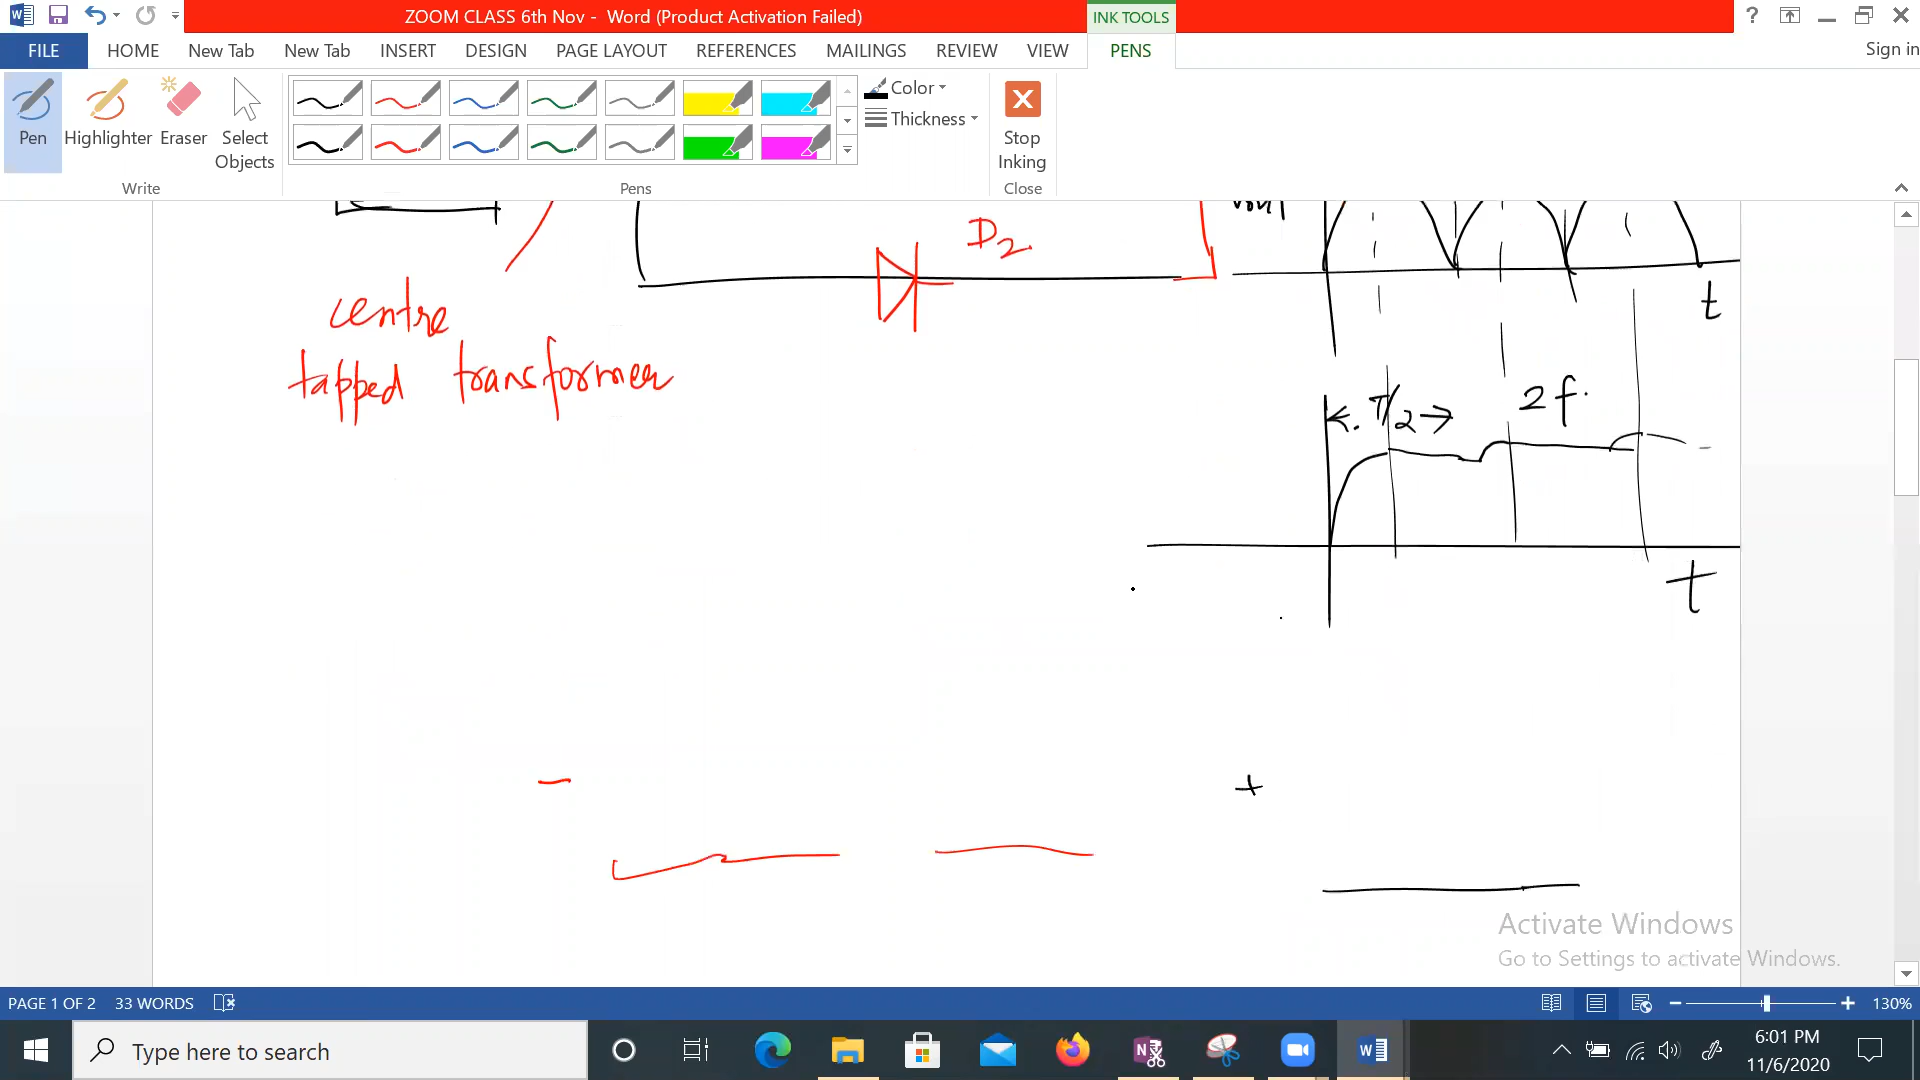 ZOOM CLASS 6th Nov - Word (Product Activation Failed)
INK TOOLS
?
FILE HOME New Tab New Tab INSERT DESIGN PAGE LAYOUT REFERENCES MAILINGS REVIEW VIEW PENS
Sign in
Pen Highlighter Eraser Select Objects
Color
Thickness
Stop Inking
Write Pens Close
D2
t
centre
tapped transformer
T/2
2f
t
-
+
Activate Windows
Go to Settings to activate Windows.
PAGE 1 OF 2 33 WORDS 130%
Type here to search
6:01 PM
11/6/2020